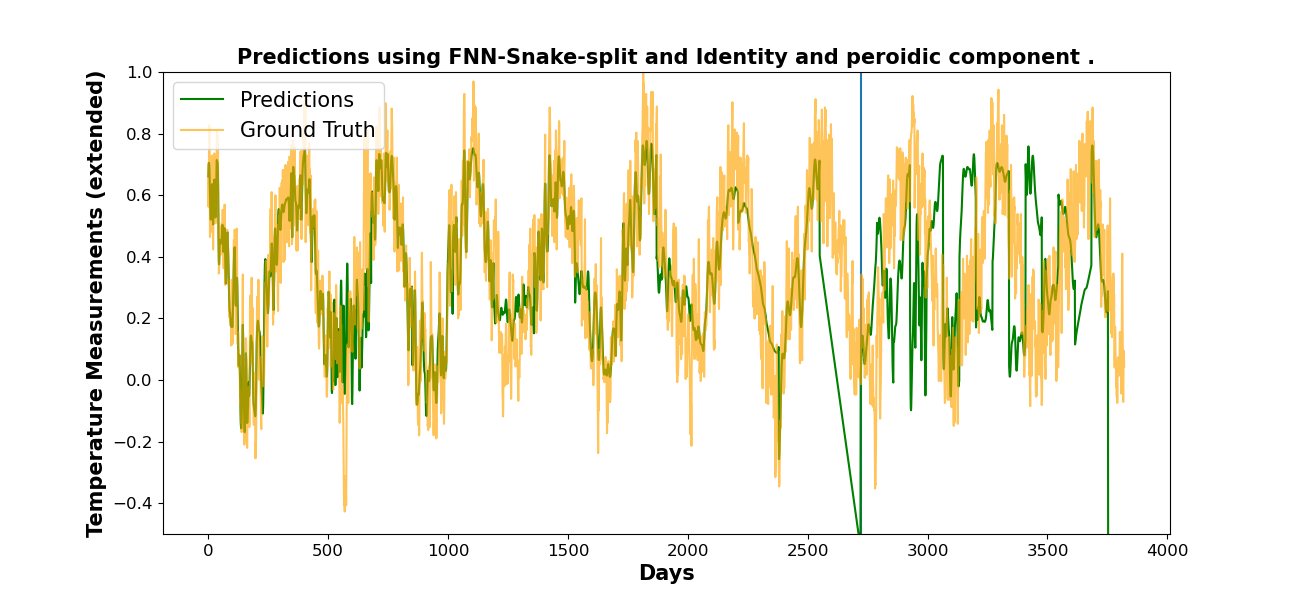 Predictions using FNN-Snake-split and Identity and peroidic component .
Temperature Measurements (extended)
1.0
0.8
0.6
0.4
0.2
0.0
−0.2
−0.4
Predictions
Ground Truth
0 500 1000 1500 2000 2500 3000 3500 4000
Days